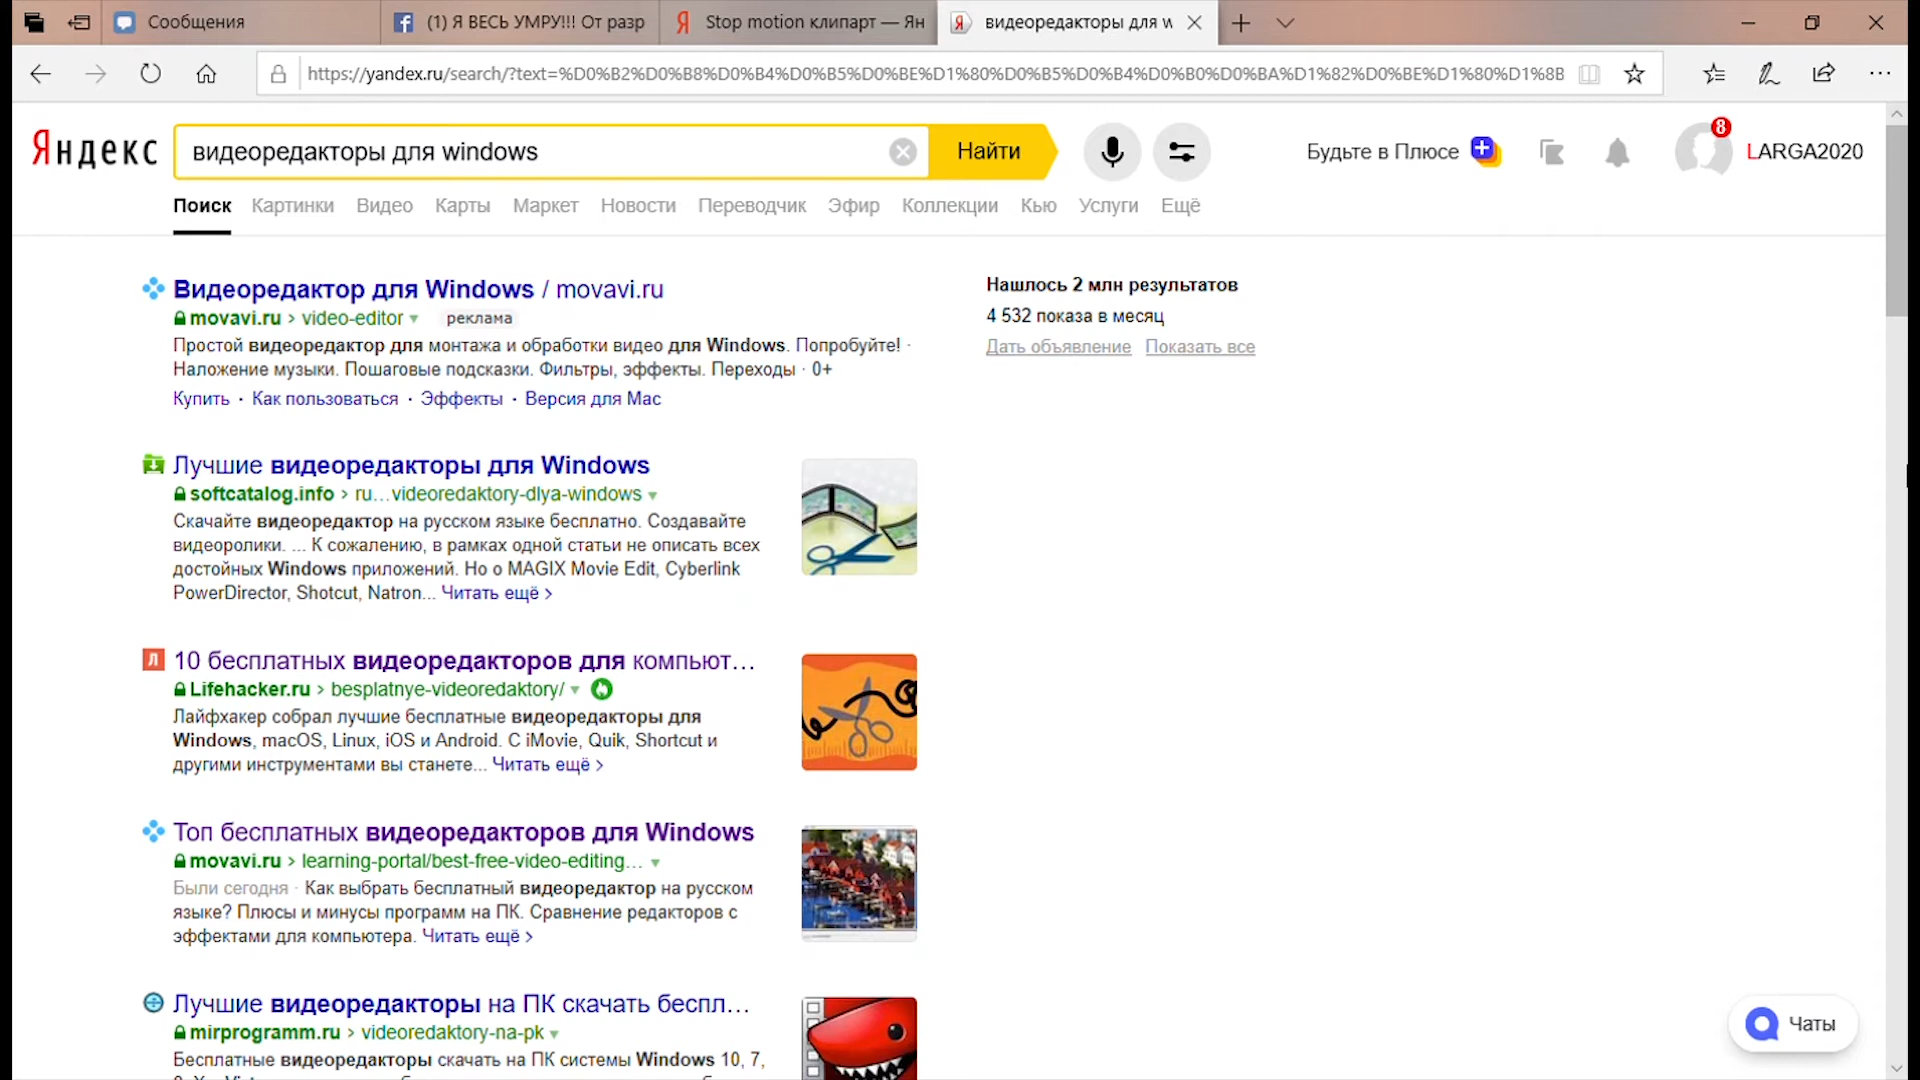 Сообщения
(1) Я ВЕСЬ УМРУ!!! От разр
Stop motion клипарт — Ян
видеоредакторы для w
https://yandex.ru/search/?text=%D0%B2%D0%B8%D0%B4%D0%B5%D0%BE%D1%80%D0%B5%D0%B4%D0%B0%D0%BA%D1%82%D0%BE%D1%80%D1%8B
Яндекс
видеоредакторы для windows
Найти
Будьте в Плюсе
8
LARGA2020
Поиск Картинки Видео Карты Маркет Новости Переводчик Эфир Коллекции Кью Услуги Ещё
Видеоредактор для Windows / movavi.ru
movavi.ru > video-editor реклама
Простой видеоредактор для монтажа и обработки видео для Windows. Попробуйте! ·
Наложение музыки. Пошаговые подсказки. Фильтры, эффекты. Переходы · 0+
Купить · Как пользоваться · Эффекты · Версия для Mac
Нашлось 2 млн результатов
4 532 показа в месяц
Дать объявление Показать все
Лучшие видеоредакторы для Windows
softcatalog.info > ru…videoredaktory-dlya-windows
Скачайте видеоредактор на русском языке бесплатно. Создавайте
видеоролики. ... К сожалению, в рамках одной статьи не описать всех
достойных Windows приложений. Но о MAGIX Movie Edit, Cyberlink
PowerDirector, Shotcut, Natron... Читать ещё >
Л
10 бесплатных видеоредакторов для компьют…
Lifehacker.ru > besplatnye-videoredaktory/
Лайфхакер собрал лучшие бесплатные видеоредакторы для
Windows, macOS, Linux, iOS и Android. С iMovie, Quik, Shortcut и
другими инструментами вы станете... Читать ещё >
Топ бесплатных видеоредакторов для Windows
movavi.ru > learning-portal/best-free-video-editing…
Были сегодня · Как выбрать бесплатный видеоредактор на русском
языке? Плюсы и минусы программ на ПК. Сравнение редакторов с
эффектами для компьютера. Читать ещё >
Лучшие видеоредакторы на ПК скачать беспл…
mirprogramm.ru > videoredaktory-na-pk
Бесплатные видеоредакторы скачать на ПК системы Windows 10, 7,
Чаты